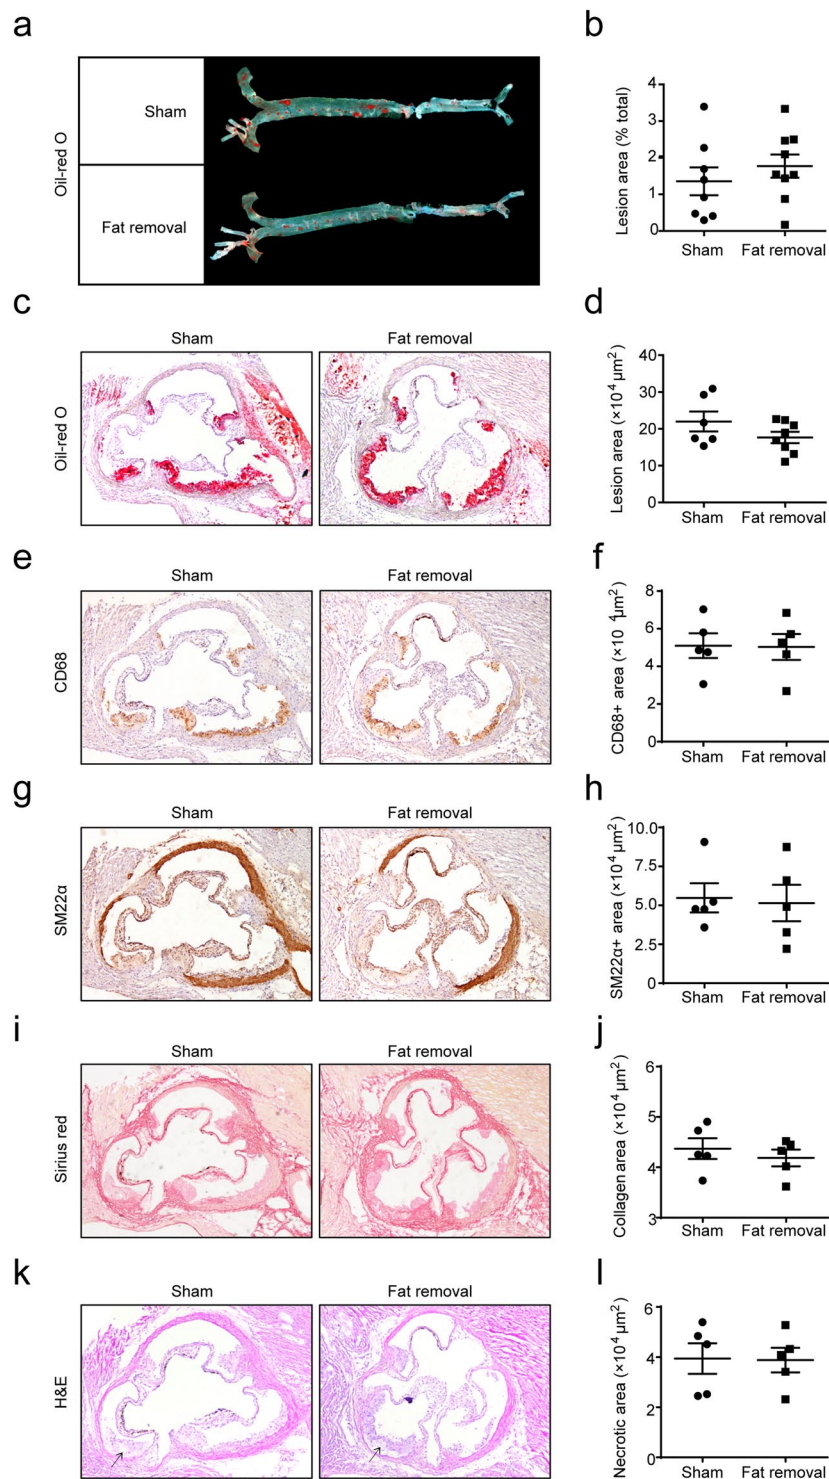 a
b
Oil-red O
Sham
Fat removal
Lesion area (% total)
4
3
2
1
0
Sham Fat removal
c
d
Sham Fat removal
Oil-red O
Lesion area (×10⁴ µm²)
40
30
20
10
0
Sham Fat removal
e
f
Sham Fat removal
CD68
CD68+ area (×10⁴µm²)
8
6
4
2
0
Sham Fat removal
g
h
Sham Fat removal
SM22α
SM22α+ area (×10⁴ µm²)
10.0
7.5
5.0
2.5
0
Sham Fat removal
i
j
Sham Fat removal
Sirius red
Collagen area (×10⁴ µm²)
6
5
4
3
Sham Fat removal
k
l
Sham Fat removal
H&E
Necrotic area (×10⁴ µm²)
6
4
2
0
Sham Fat removal